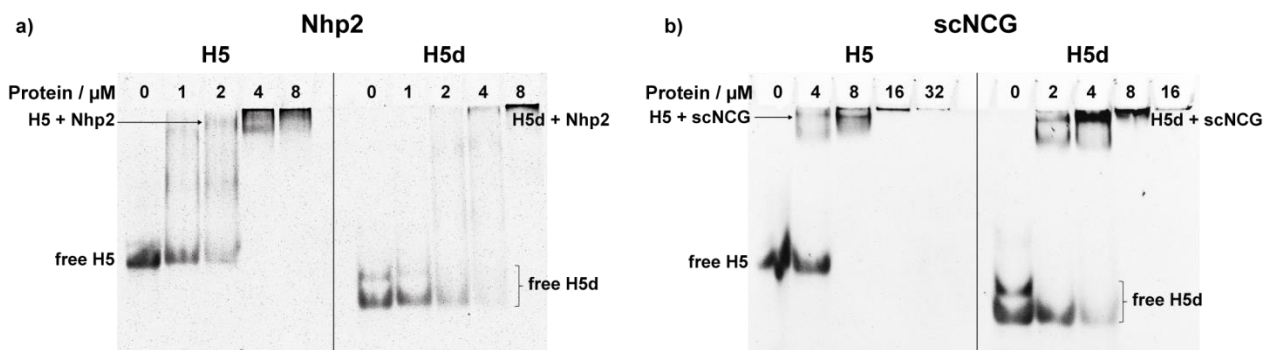 a) Nhp2
H5 H5d
Protein / µM 0 1 2 4 8 0 1 2 4 8
H5 + Nhp2 H5d + Nhp2
free H5 free H5d
b) scNCG
H5 H5d
Protein / µM 0 4 8 16 32 0 2 4 8 16
H5 + scNCG H5d + scNCG
free H5 free H5d